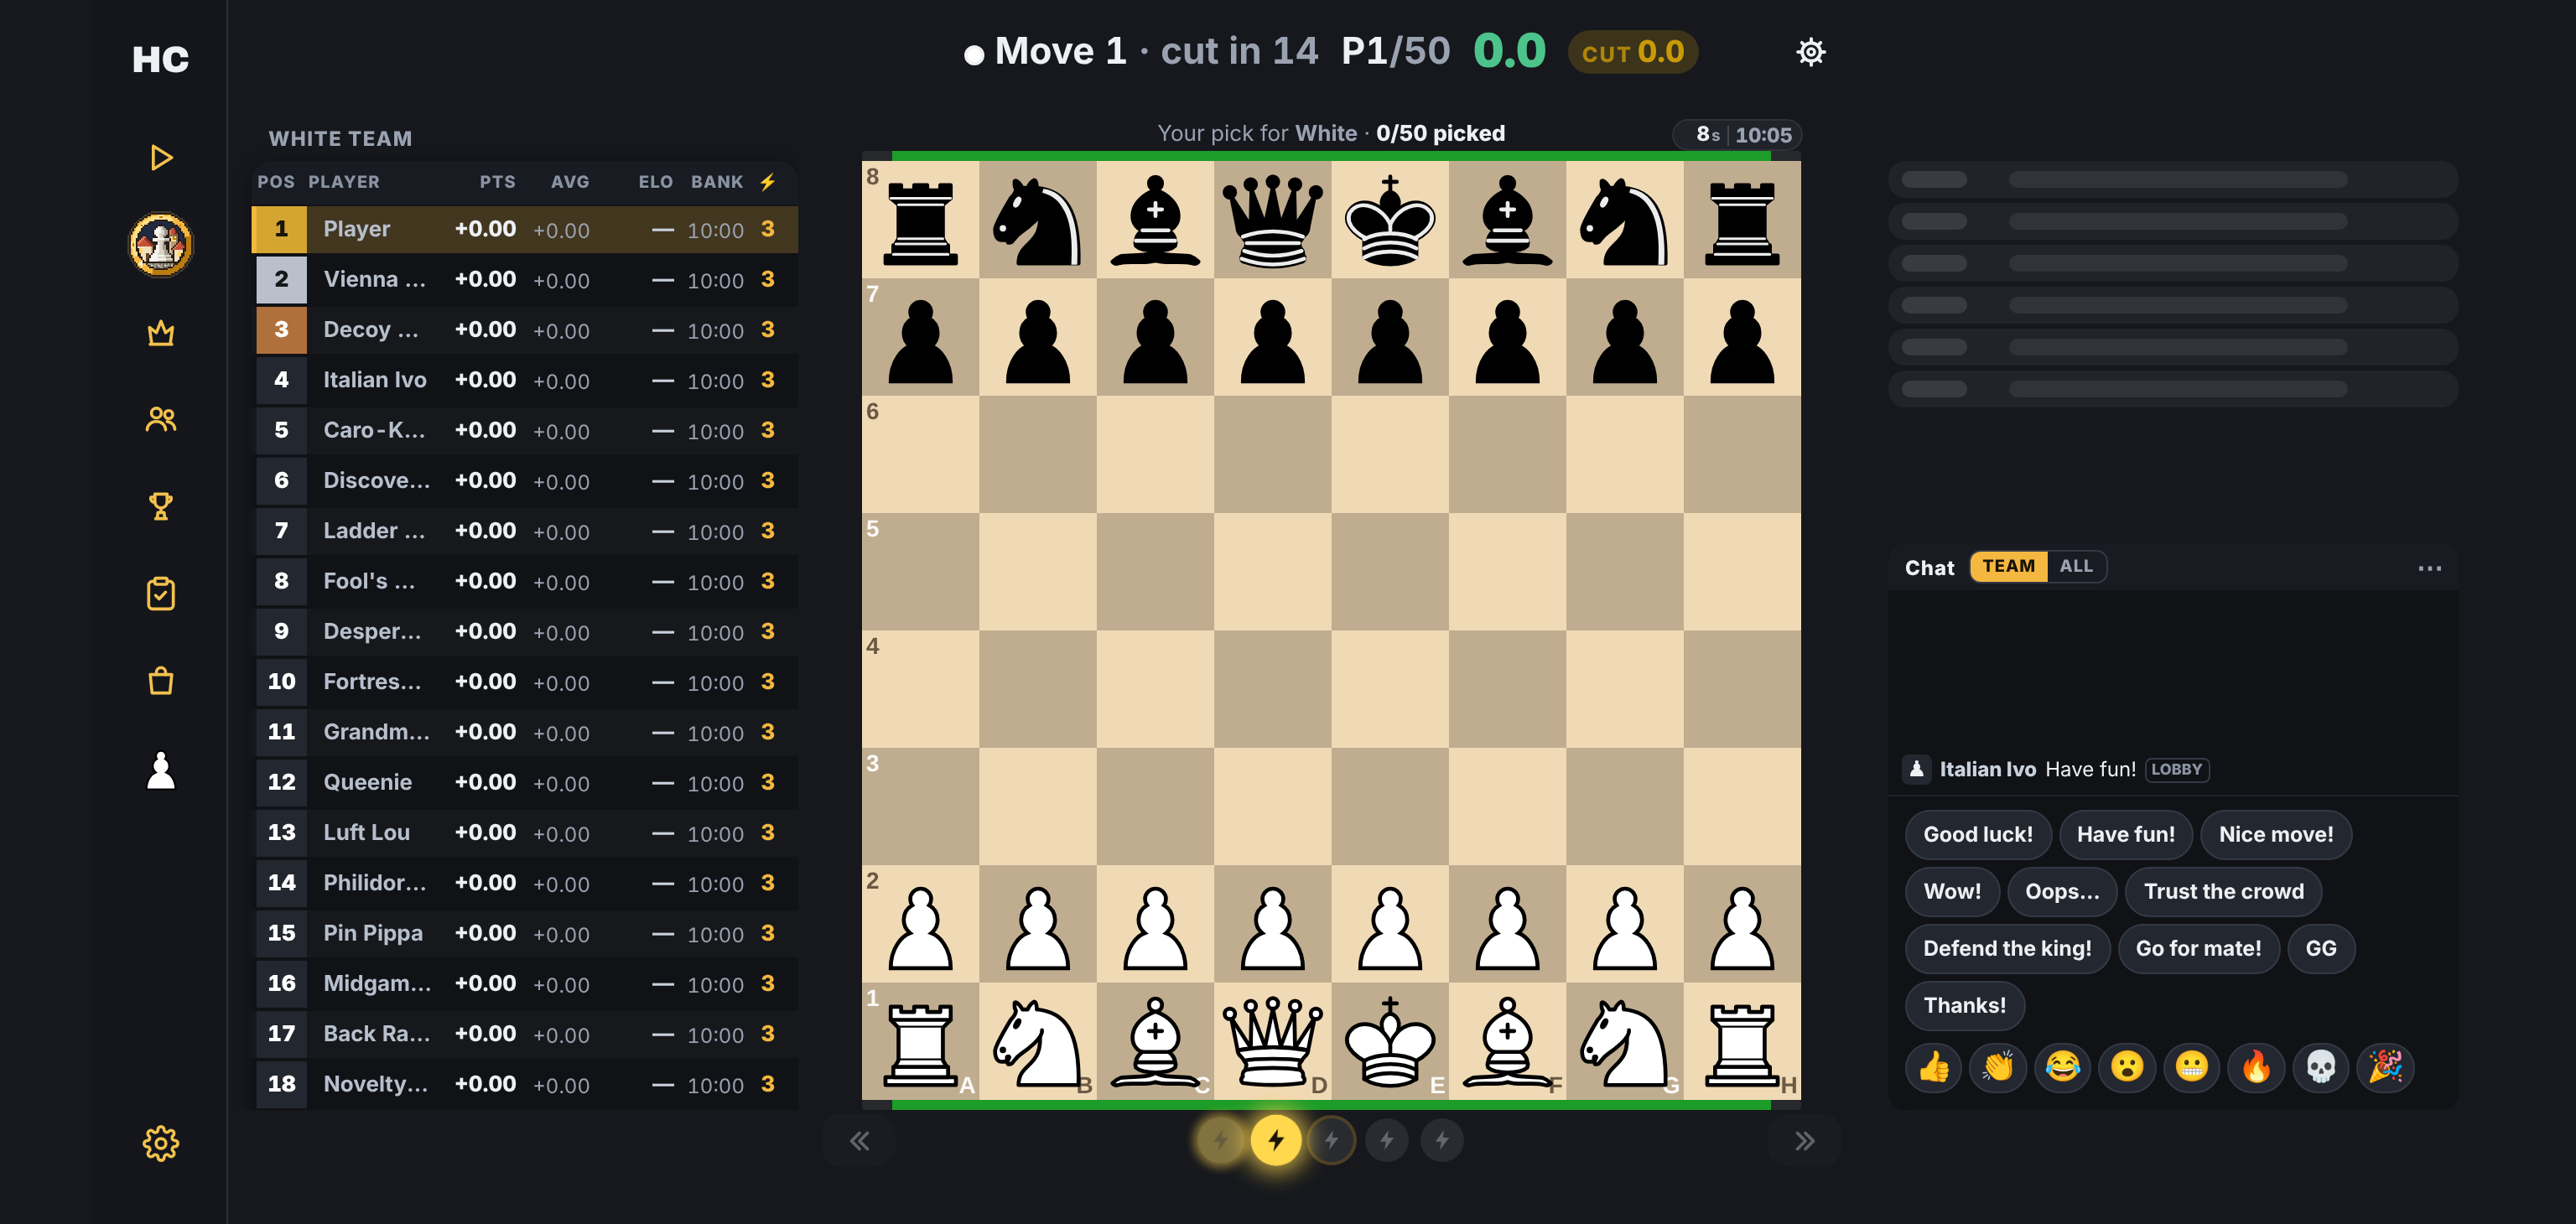 HC
Move 1 · cut in 14 P1/50 0.0 CUT 0.0
WHITE TEAM
Your pick for White · 0/50 picked
8s | 10:05
POS PLAYER PTS AVG ELO BANK ⚡
1 Player +0.00 +0.00 — 10:00 3
2 Vienna ... +0.00 +0.00 — 10:00 3
3 Decoy ... +0.00 +0.00 — 10:00 3
4 Italian Ivo +0.00 +0.00 — 10:00 3
5 Caro-K... +0.00 +0.00 — 10:00 3
6 Discove... +0.00 +0.00 — 10:00 3
7 Ladder ... +0.00 +0.00 — 10:00 3
8 Fool's ... +0.00 +0.00 — 10:00 3
9 Desper... +0.00 +0.00 — 10:00 3
10 Fortres... +0.00 +0.00 — 10:00 3
11 Grandm... +0.00 +0.00 — 10:00 3
12 Queenie +0.00 +0.00 — 10:00 3
13 Luft Lou +0.00 +0.00 — 10:00 3
14 Philidor... +0.00 +0.00 — 10:00 3
15 Pin Pippa +0.00 +0.00 — 10:00 3
16 Midgam... +0.00 +0.00 — 10:00 3
17 Back Ra... +0.00 +0.00 — 10:00 3
18 Novelty... +0.00 +0.00 — 10:00 3
8
7
6
5
4
3
2
1
A B C D E F G H
Chat TEAM ALL ...
Italian Ivo Have fun! LOBBY
Good luck! Have fun! Nice move!
Wow! Oops... Trust the crowd
Defend the king! Go for mate! GG
Thanks!